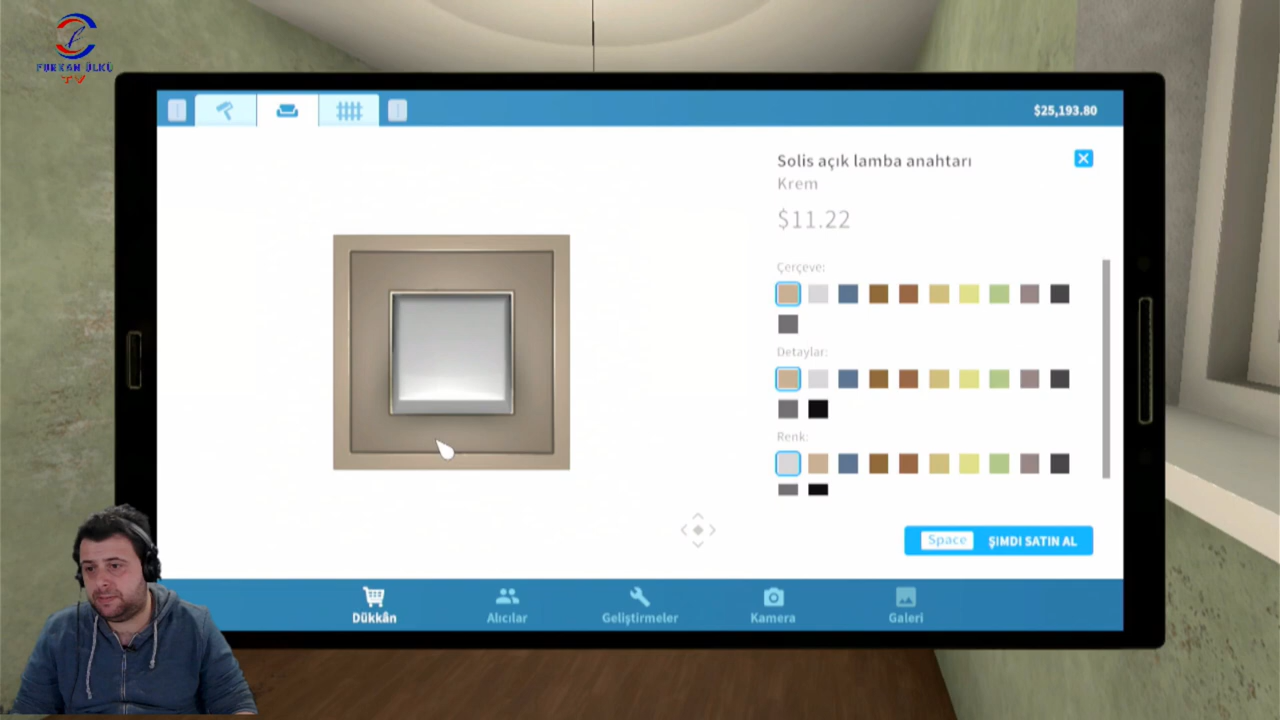 FURKAN ÜLKÜ
TV
$25,193.80
Solis açık lamba anahtarı
Krem
$11.22
Çerçeve:
Detaylar:
Renk:
Space ŞIMDI SATIN AL
Dükkân
Alıcılar
Geliştirmeler
Kamera
Galeri